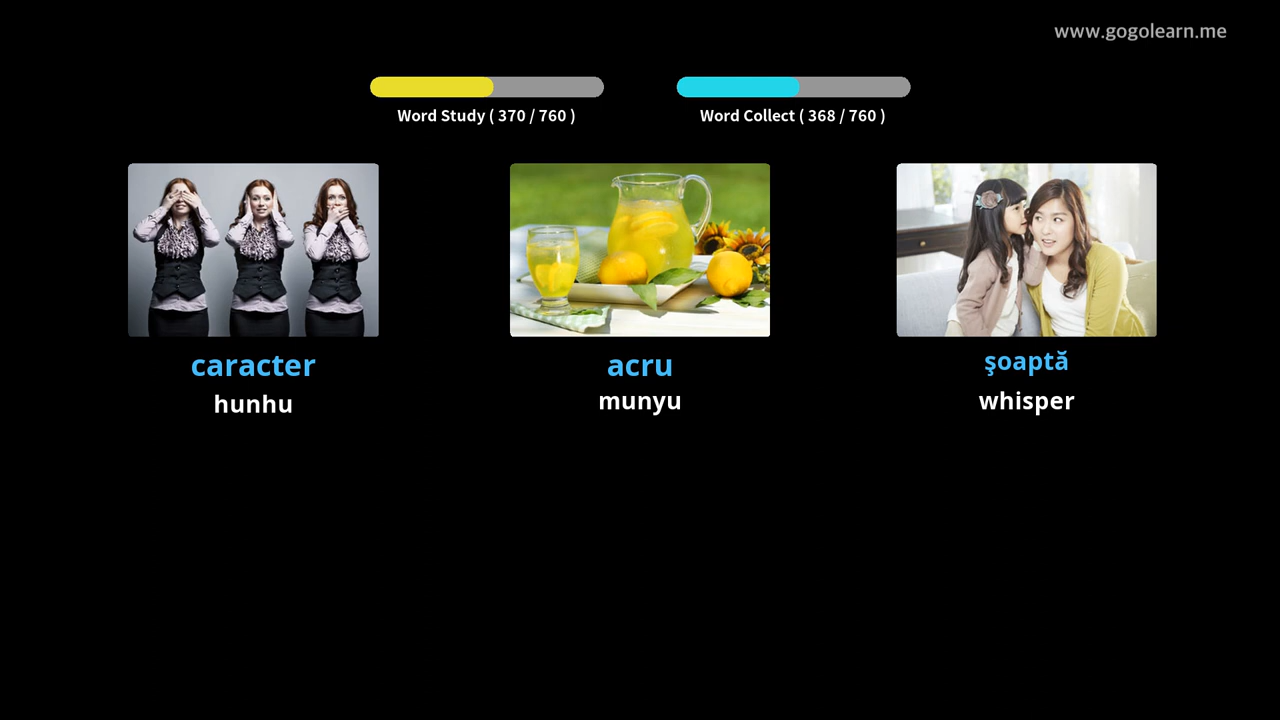 www.gogolearn.me
Word Study ( 370 / 760 )
Word Collect ( 368 / 760 )
caracter
hunhu
acru
munyu
şoaptă
whisper